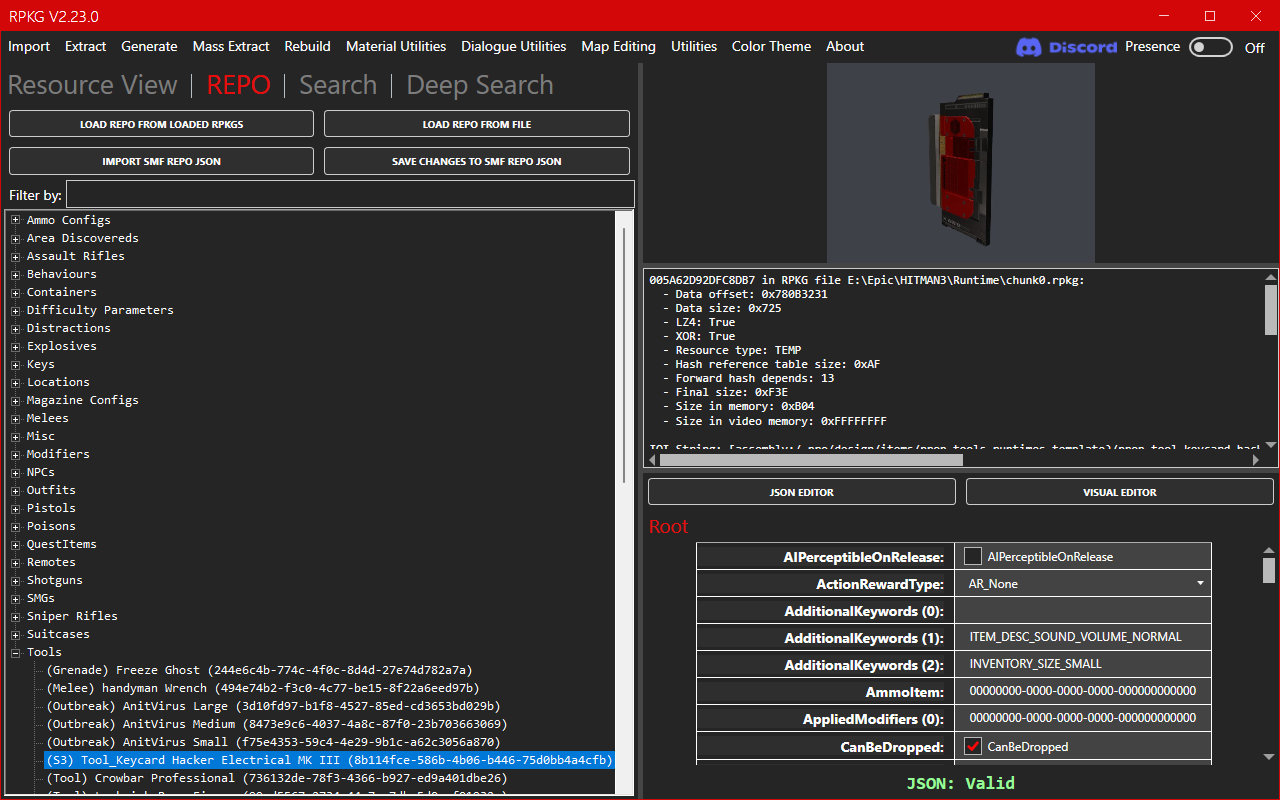 RPKG V2.23.0
Import Extract Generate Mass Extract Rebuild Material Utilities Dialogue Utilities Map Editing Utilities Color Theme About Discord Presence Off
Resource View | REPO | Search | Deep Search
LOAD REPO FROM LOADED RPKGS LOAD REPO FROM FILE
IMPORT SMF REPO JSON SAVE CHANGES TO SMF REPO JSON
Filter by:
Ammo Configs
Area Discovereds
Assault Rifles
Behaviours
Containers
Difficulty Parameters
Distractions
Explosives
Keys
Locations
Magazine Configs
Melees
Misc
Modifiers
NPCs
Outfits
Pistols
Poisons
QuestItems
Remotes
Shotguns
SMGs
Sniper Rifles
Suitcases
Tools
(Grenade) Freeze Ghost (244e6c4b-774c-4f0c-8d4d-27e74d782a7a)
(Melee) handyman Wrench (494e74b2-f3c0-4c77-be15-8f22a6eed97b)
(Outbreak) AnitVirus Large (3d10fd97-b1f8-4527-85ed-cd3653bd029b)
(Outbreak) AnitVirus Medium (8473e9c6-4037-4a8c-87f0-23b703663069)
(Outbreak) AnitVirus Small (f75e4353-59c4-4e29-9b1c-a62c3056a870)
(S3) Tool_Keycard Hacker Electrical MK III (8b114fce-586b-4b06-b446-75d0bb4a4cfb)
(Tool) Crowbar Professional (736132de-78f3-4366-b927-ed9a401dbe26)
005A62D92DFC8DB7 in RPKG file E:\Epic\HITMAN3\Runtime\chunk0.rpkg:
- Data offset: 0x780B3231
- Data size: 0x725
- LZ4: True
- XOR: True
- Resource type: TEMP
- Hash reference table size: 0xAF
- Forward hash depends: 13
- Final size: 0xF3E
- Size in memory: 0xB04
- Size in video memory: 0xFFFFFFFF
JSON EDITOR VISUAL EDITOR
Root
AIPerceptibleOnRelease: AIPerceptibleOnRelease
ActionRewardType: AR_None
AdditionalKeywords (0):
AdditionalKeywords (1): ITEM_DESC_SOUND_VOLUME_NORMAL
AdditionalKeywords (2): INVENTORY_SIZE_SMALL
AmmoItem: 00000000-0000-0000-0000-000000000000
AppliedModifiers (0): 00000000-0000-0000-0000-000000000000
CanBeDropped: CanBeDropped
JSON: Valid